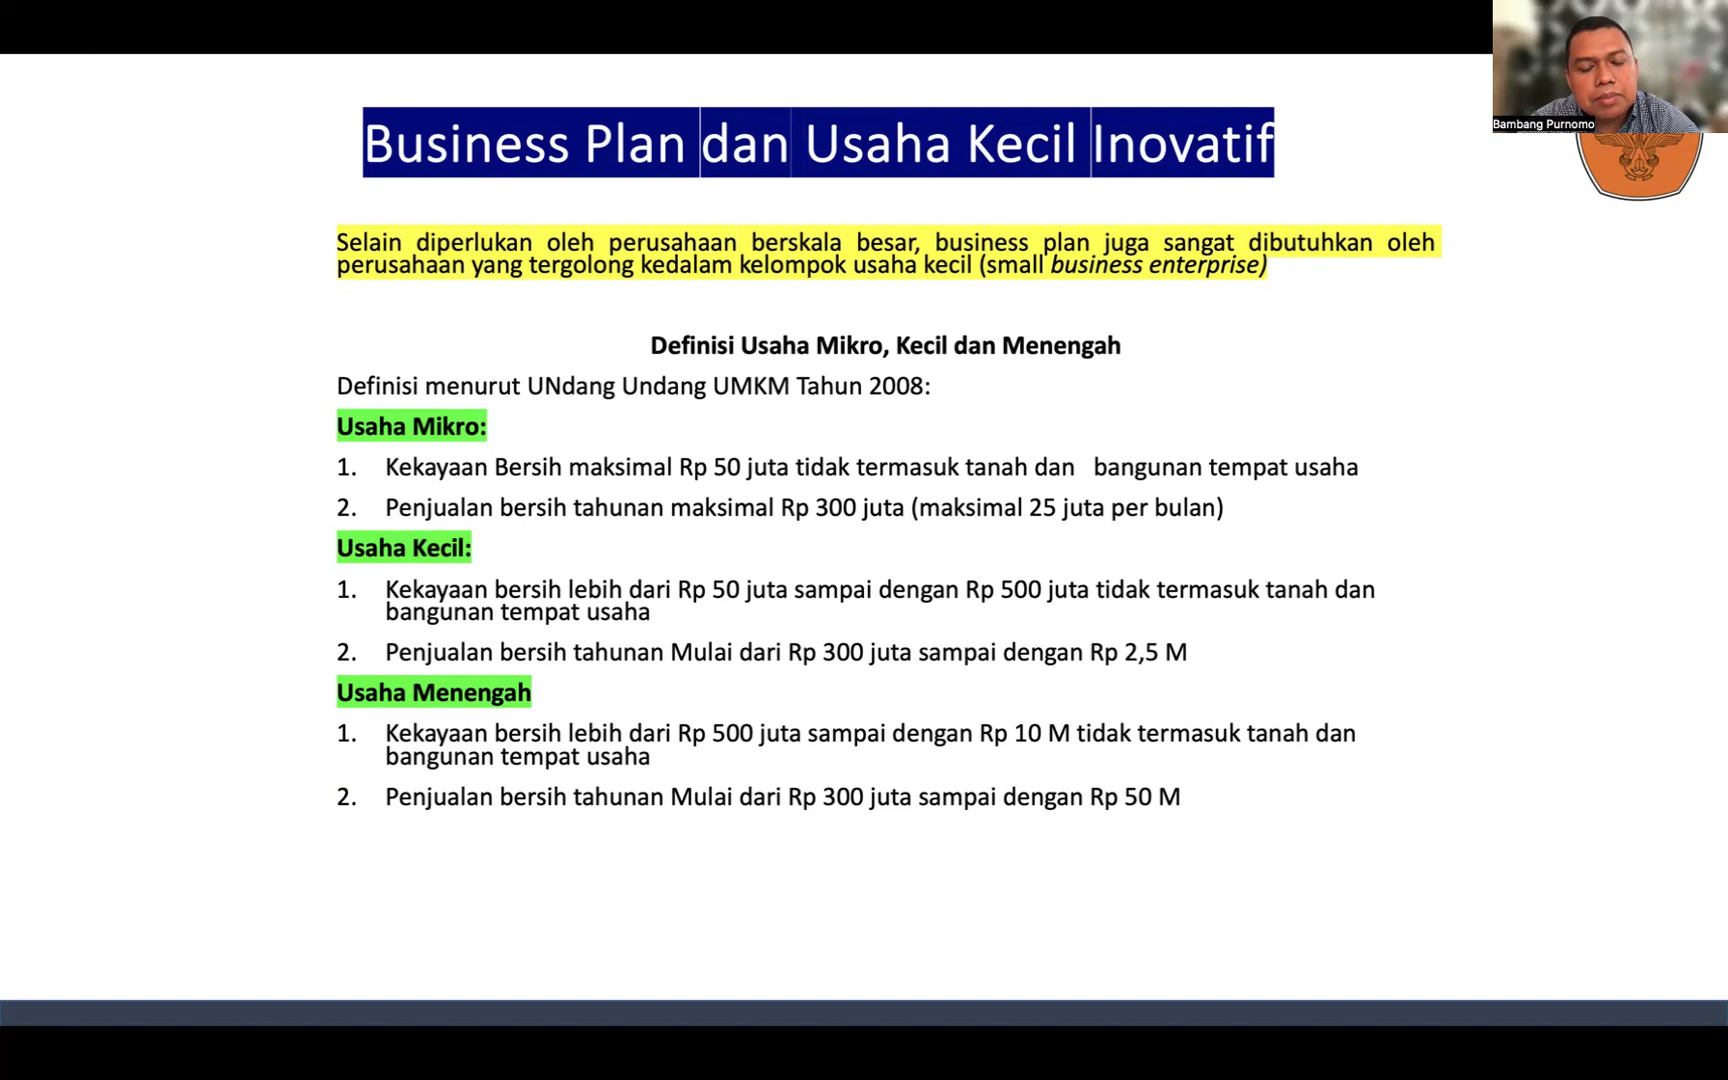 Business Plan dan Usaha Kecil Inovatif
Bambang Purnomo
Selain diperlukan oleh perusahaan berskala besar, business plan juga sangat dibutuhkan oleh
perusahaan yang tergolong kedalam kelompok usaha kecil (small business enterprise)
Definisi Usaha Mikro, Kecil dan Menengah
Definisi menurut UNdang Undang UMKM Tahun 2008:
Usaha Mikro:
1. Kekayaan Bersih maksimal Rp 50 juta tidak termasuk tanah dan bangunan tempat usaha
2. Penjualan bersih tahunan maksimal Rp 300 juta (maksimal 25 juta per bulan)
Usaha Kecil:
1. Kekayaan bersih lebih dari Rp 50 juta sampai dengan Rp 500 juta tidak termasuk tanah dan
bangunan tempat usaha
2. Penjualan bersih tahunan Mulai dari Rp 300 juta sampai dengan Rp 2,5 M
Usaha Menengah
1. Kekayaan bersih lebih dari Rp 500 juta sampai dengan Rp 10 M tidak termasuk tanah dan
bangunan tempat usaha
2. Penjualan bersih tahunan Mulai dari Rp 300 juta sampai dengan Rp 50 M